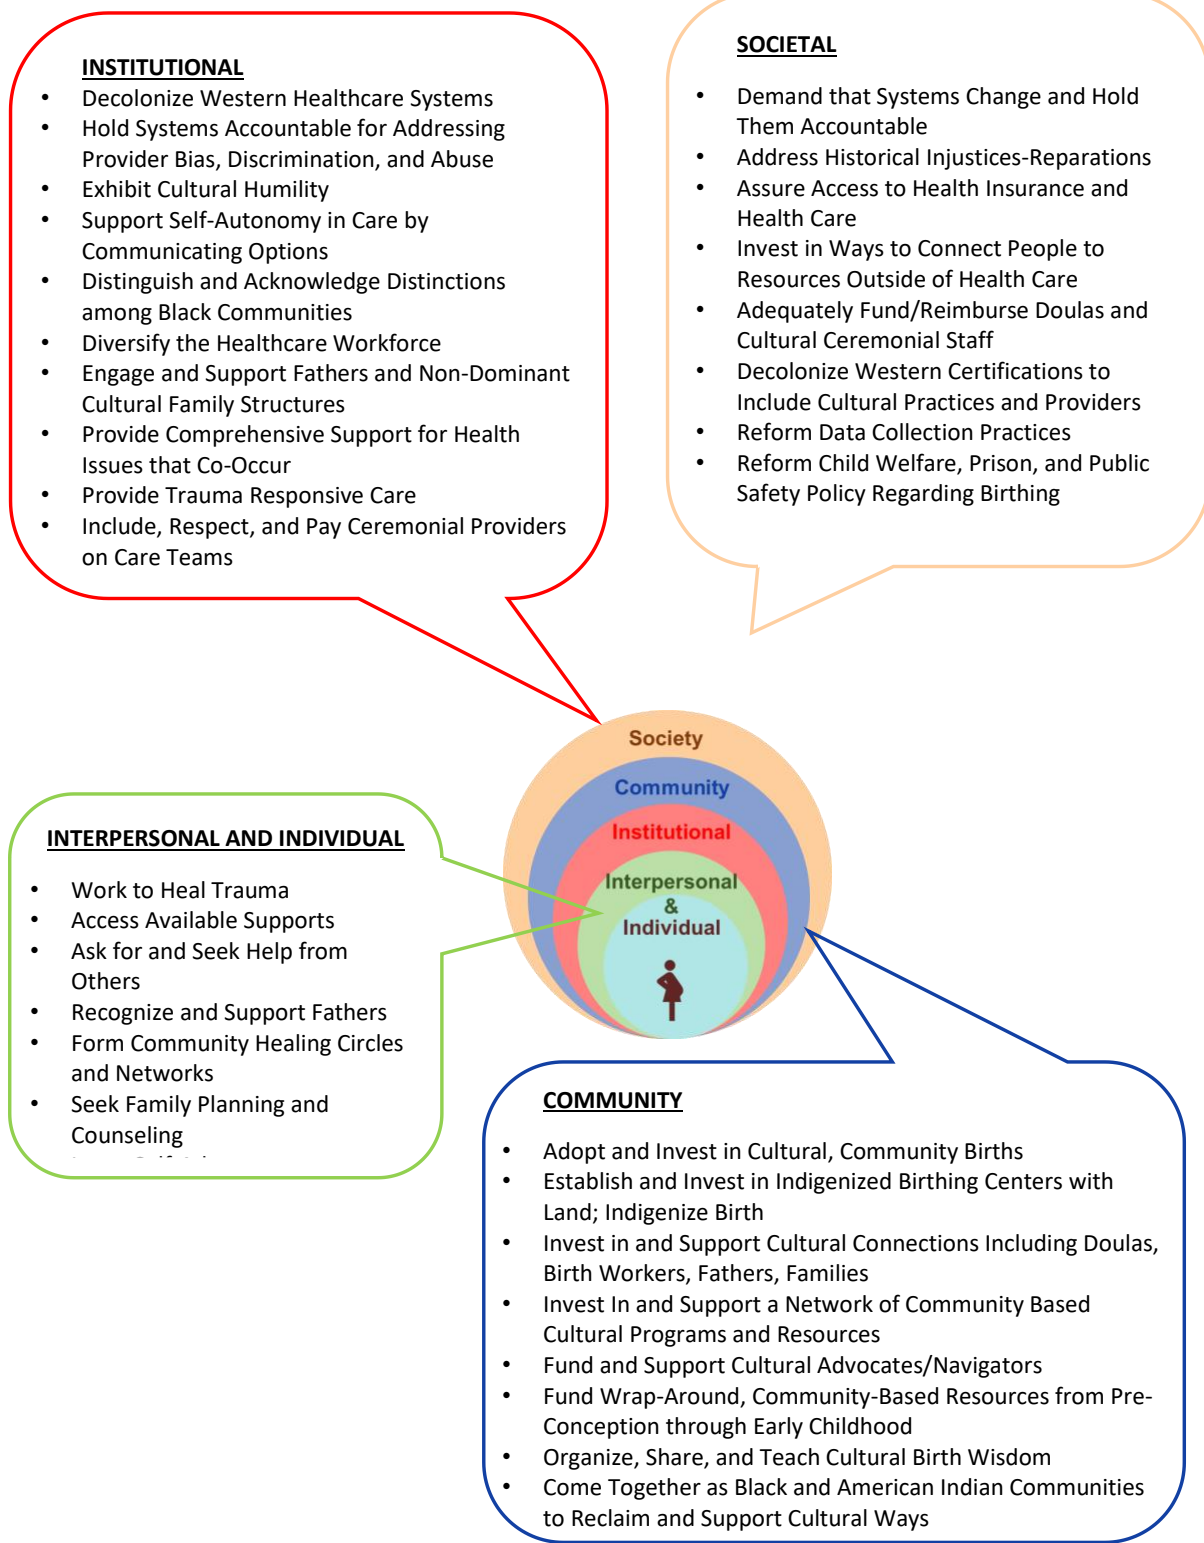 INSTITUTIONAL
• Decolonize Western Healthcare Systems
• Hold Systems Accountable for Addressing
Provider Bias, Discrimination, and Abuse
• Exhibit Cultural Humility
• Support Self-Autonomy in Care by
Communicating Options
• Distinguish and Acknowledge Distinctions
among Black Communities
• Diversify the Healthcare Workforce
• Engage and Support Fathers and Non-Dominant
Cultural Family Structures
• Provide Comprehensive Support for Health
Issues that Co-Occur
• Provide Trauma Responsive Care
• Include, Respect, and Pay Ceremonial Providers
on Care Teams
SOCIETAL
• Demand that Systems Change and Hold
Them Accountable
• Address Historical Injustices-Reparations
• Assure Access to Health Insurance and
Health Care
• Invest in Ways to Connect People to
Resources Outside of Health Care
• Adequately Fund/Reimburse Doulas and
Cultural Ceremonial Staff
• Decolonize Western Certifications to
Include Cultural Practices and Providers
• Reform Data Collection Practices
• Reform Child Welfare, Prison, and Public
Safety Policy Regarding Birthing
Society
Community
Institutional
Interpersonal
&
Individual
INTERPERSONAL AND INDIVIDUAL
• Work to Heal Trauma
• Access Available Supports
• Ask for and Seek Help from
Others
• Recognize and Support Fathers
• Form Community Healing Circles
and Networks
• Seek Family Planning and
Counseling
COMMUNITY
• Adopt and Invest in Cultural, Community Births
• Establish and Invest in Indigenized Birthing Centers with
Land; Indigenize Birth
• Invest in and Support Cultural Connections Including Doulas,
Birth Workers, Fathers, Families
• Invest In and Support a Network of Community Based
Cultural Programs and Resources
• Fund and Support Cultural Advocates/Navigators
• Fund Wrap-Around, Community-Based Resources from Pre-
Conception through Early Childhood
• Organize, Share, and Teach Cultural Birth Wisdom
• Come Together as Black and American Indian Communities
to Reclaim and Support Cultural Ways